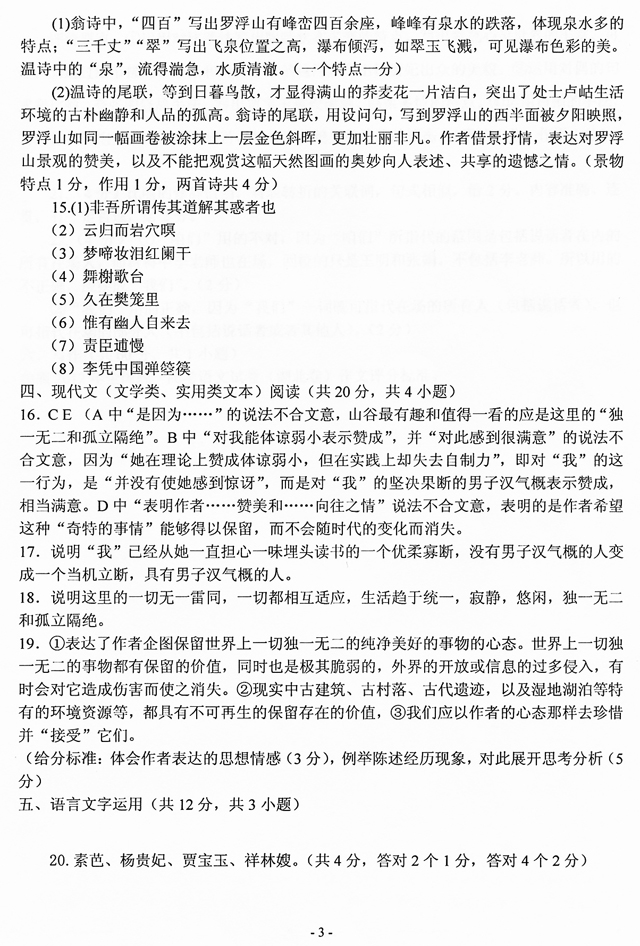 (1)翁诗中，“四百”写出罗浮山有峰峦四百余座，峰峰有泉水的跌落，体现泉水多的
特点；“三千丈”“翠”写出飞泉位置之高，瀑布倾泻，如翠玉飞溅，可见瀑布色彩的美。
温诗中的“泉”，流得湍急，水质清澈。（一个特点一分）
(2)温诗的尾联，等到日暮鸟散，才显得满山的荞麦花一片洁白，突出了处士卢岵生活
环境的古朴幽静和人品的孤高。翁诗的尾联，用设问句，写到罗浮山的西半面被夕阳映照，
罗浮山如同一幅画卷被涂抹上一层金色斜晖，更加壮丽非凡。作者借景抒情，表达对罗浮
山景观的赞美，以及不能把观赏这幅天然图画的奥妙向人表述、共享的遗憾之情。（景物
特点 1 分，作用 1 分，两首诗共 4 分）
15.(1)非吾所谓传其道解其惑者也
（2）云归而岩穴暝
（3）梦啼妆泪红阑干
（4）舞榭歌台
（5）久在樊笼里
（6）惟有幽人自来去
（7）责臣逋慢
（8）李凭中国弹箜篌
四、现代文（文学类、实用类文本）阅读（共 20 分，共 4 小题）
16．C E（A 中“是因为……”的说法不合文意，山谷最有趣和值得一看的应是这里的“独
一无二和孤立隔绝”。B 中“对我能体谅弱小表示赞成”，并“对此感到很满意”的说法不
合文意，因为“她在理论上赞成体谅弱小，但在实践上却失去自制力”，即对“我”的这
一行为，是“并没有使她感到惊讶”，而是对“我”的坚决果断的男子汉气概表示赞成，
相当满意。D 中“表明作者……赞美和……向往之情”说法不合文意，表明的是作者希望
这种“奇特的事情”能够得以保留，而不会随时代的变化而消失。
17．说明“我”已经从她一直担心一味埋头读书的一个优柔寡断，没有男子汉气概的人变
成一个当机立断，具有男子汉气概的人。
18．说明这里的一切无一雷同，一切都相互适应，生活趋于统一，寂静，悠闲，独一无二
和孤立隔绝。
19．①表达了作者企图保留世界上一切独一无二的纯净美好的事物的心态。世界上一切独
一无二的事物都有保留的价值，同时也是极其脆弱的，外界的开放或信息的过多侵入，有
时会对它造成伤害而使之消失。②现实中古建筑、古村落、古代遗迹，以及湿地湖泊等特
有的环境资源等，都具有不可再生的保留存在的价值，③我们应以作者的心态那样去珍惜
并“接受”它们。
（给分标准：体会作者表达的思想情感（3 分），例举陈述经历现象，对此展开思考分析（5
分）
五、语言文字运用（共 12 分，共 3 小题）
20. 素芭、杨贵妃、贾宝玉、祥林嫂。（共 4 分，答对 2 个 1 分，答对 4 个 2 分）
- 3 -